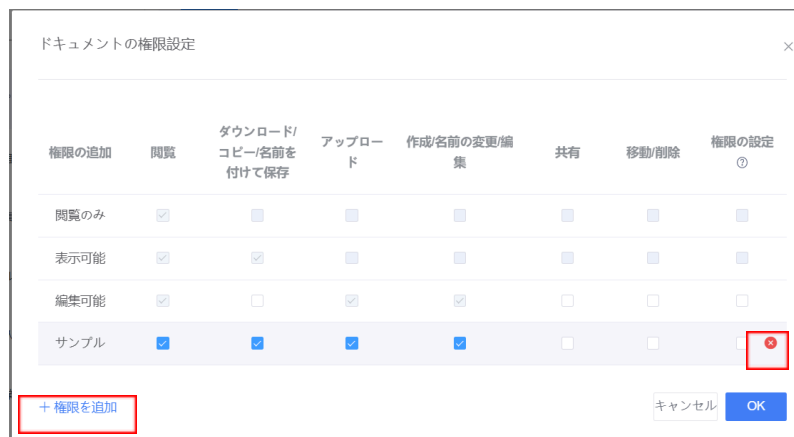 ドキュメントの権限設定
ダウンロード/
コピー/名前を
付けて保存
権限の追加
閲覧
アップロー
ド
作成/名前の変更/編
集
共有
移動/削除
権限の設定
閲覧のみ
表示可能
編集可能
サンプル
+ 権限を追加
キャンセル
OK